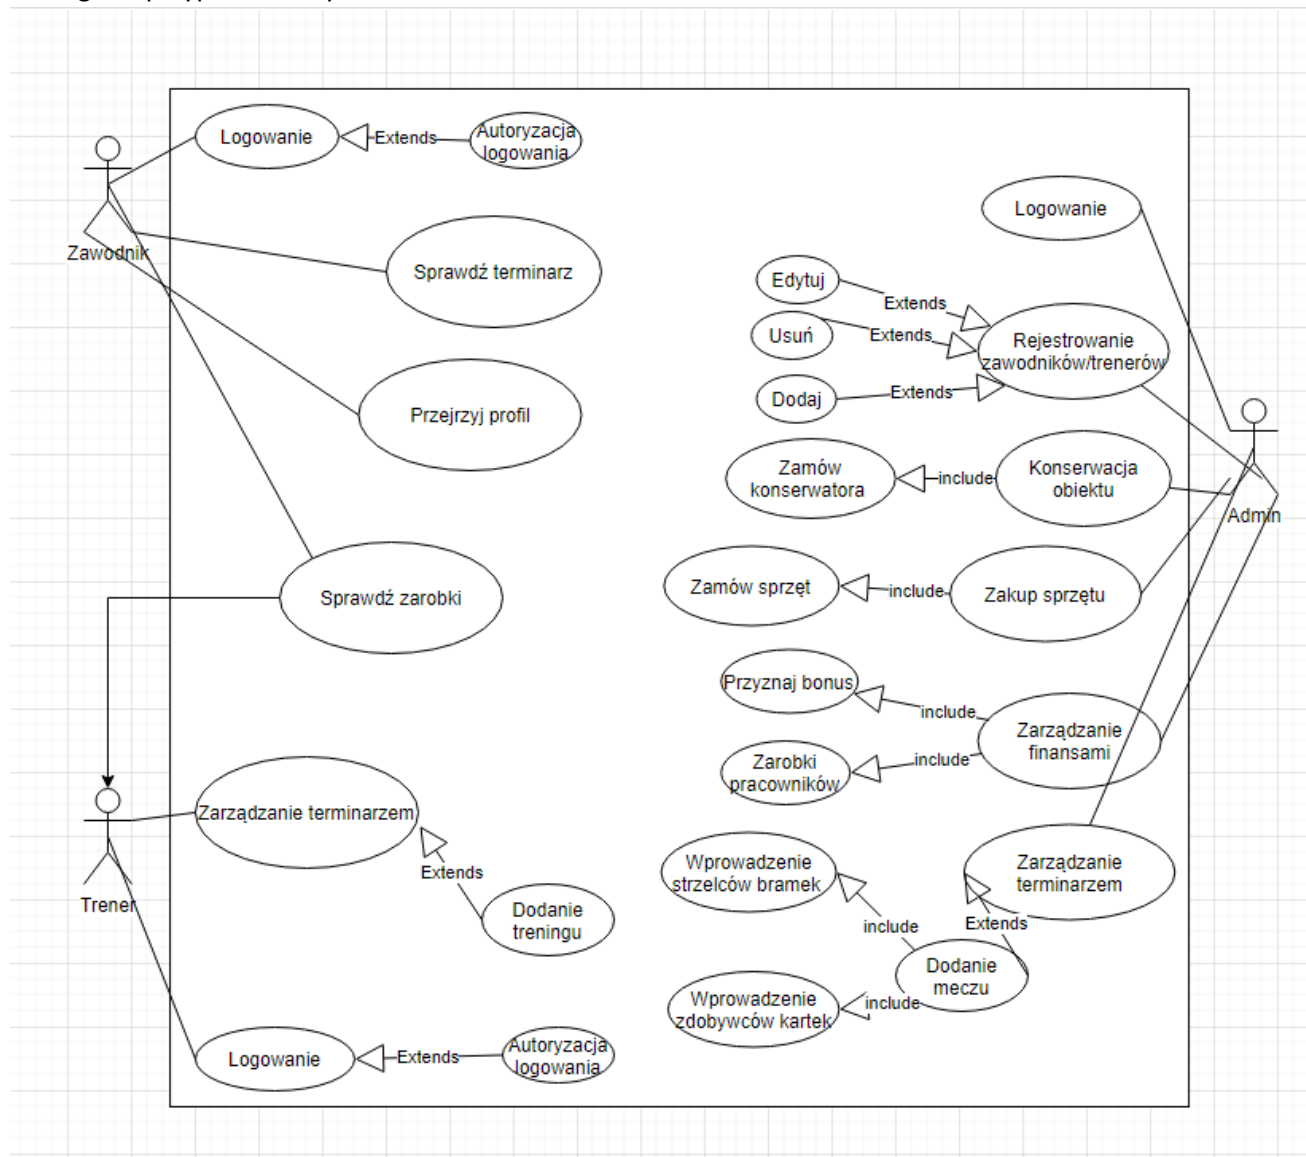 Logowanie
Extends
Autoryzacja
logowania
Zawodnik
Sprawdź terminarz
Przejrzyj profil
Sprawdź zarobki
Zarządzanie terminarzem
Extends
Dodanie
treningu
Trener
Logowanie
Extends
Autoryzacja
logowania
Logowanie
Edytuj
Extends
Usuń
Extends
Dodaj
Extends
Rejestrowanie
zawodników/trenerów
Zamów
konserwatora
include
Konserwacja
obiektu
Admin
Zamów sprzęt
include
Zakup sprzętu
Przyznaj bonus
include
Zarobki
pracowników
include
Zarządzanie
finansami
Wprowadzenie
strzelców bramek
include
Zarządzanie
terminarzem
Extends
Dodanie
meczu
Wprowadzenie
zdobywców kartek
include